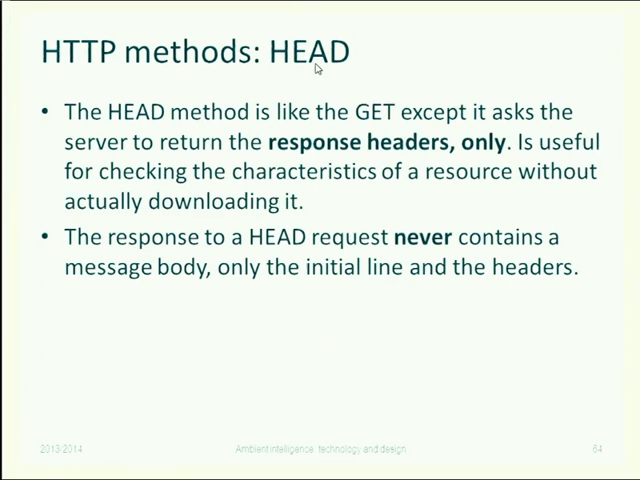 HTTP methods: HEAD
• The HEAD method is like the GET except it asks the
server to return the response headers, only. Is useful
for checking the characteristics of a resource without
actually downloading it.
• The response to a HEAD request never contains a
message body, only the initial line and the headers.
2013/2014 Ambient intelligence: technology and design 64